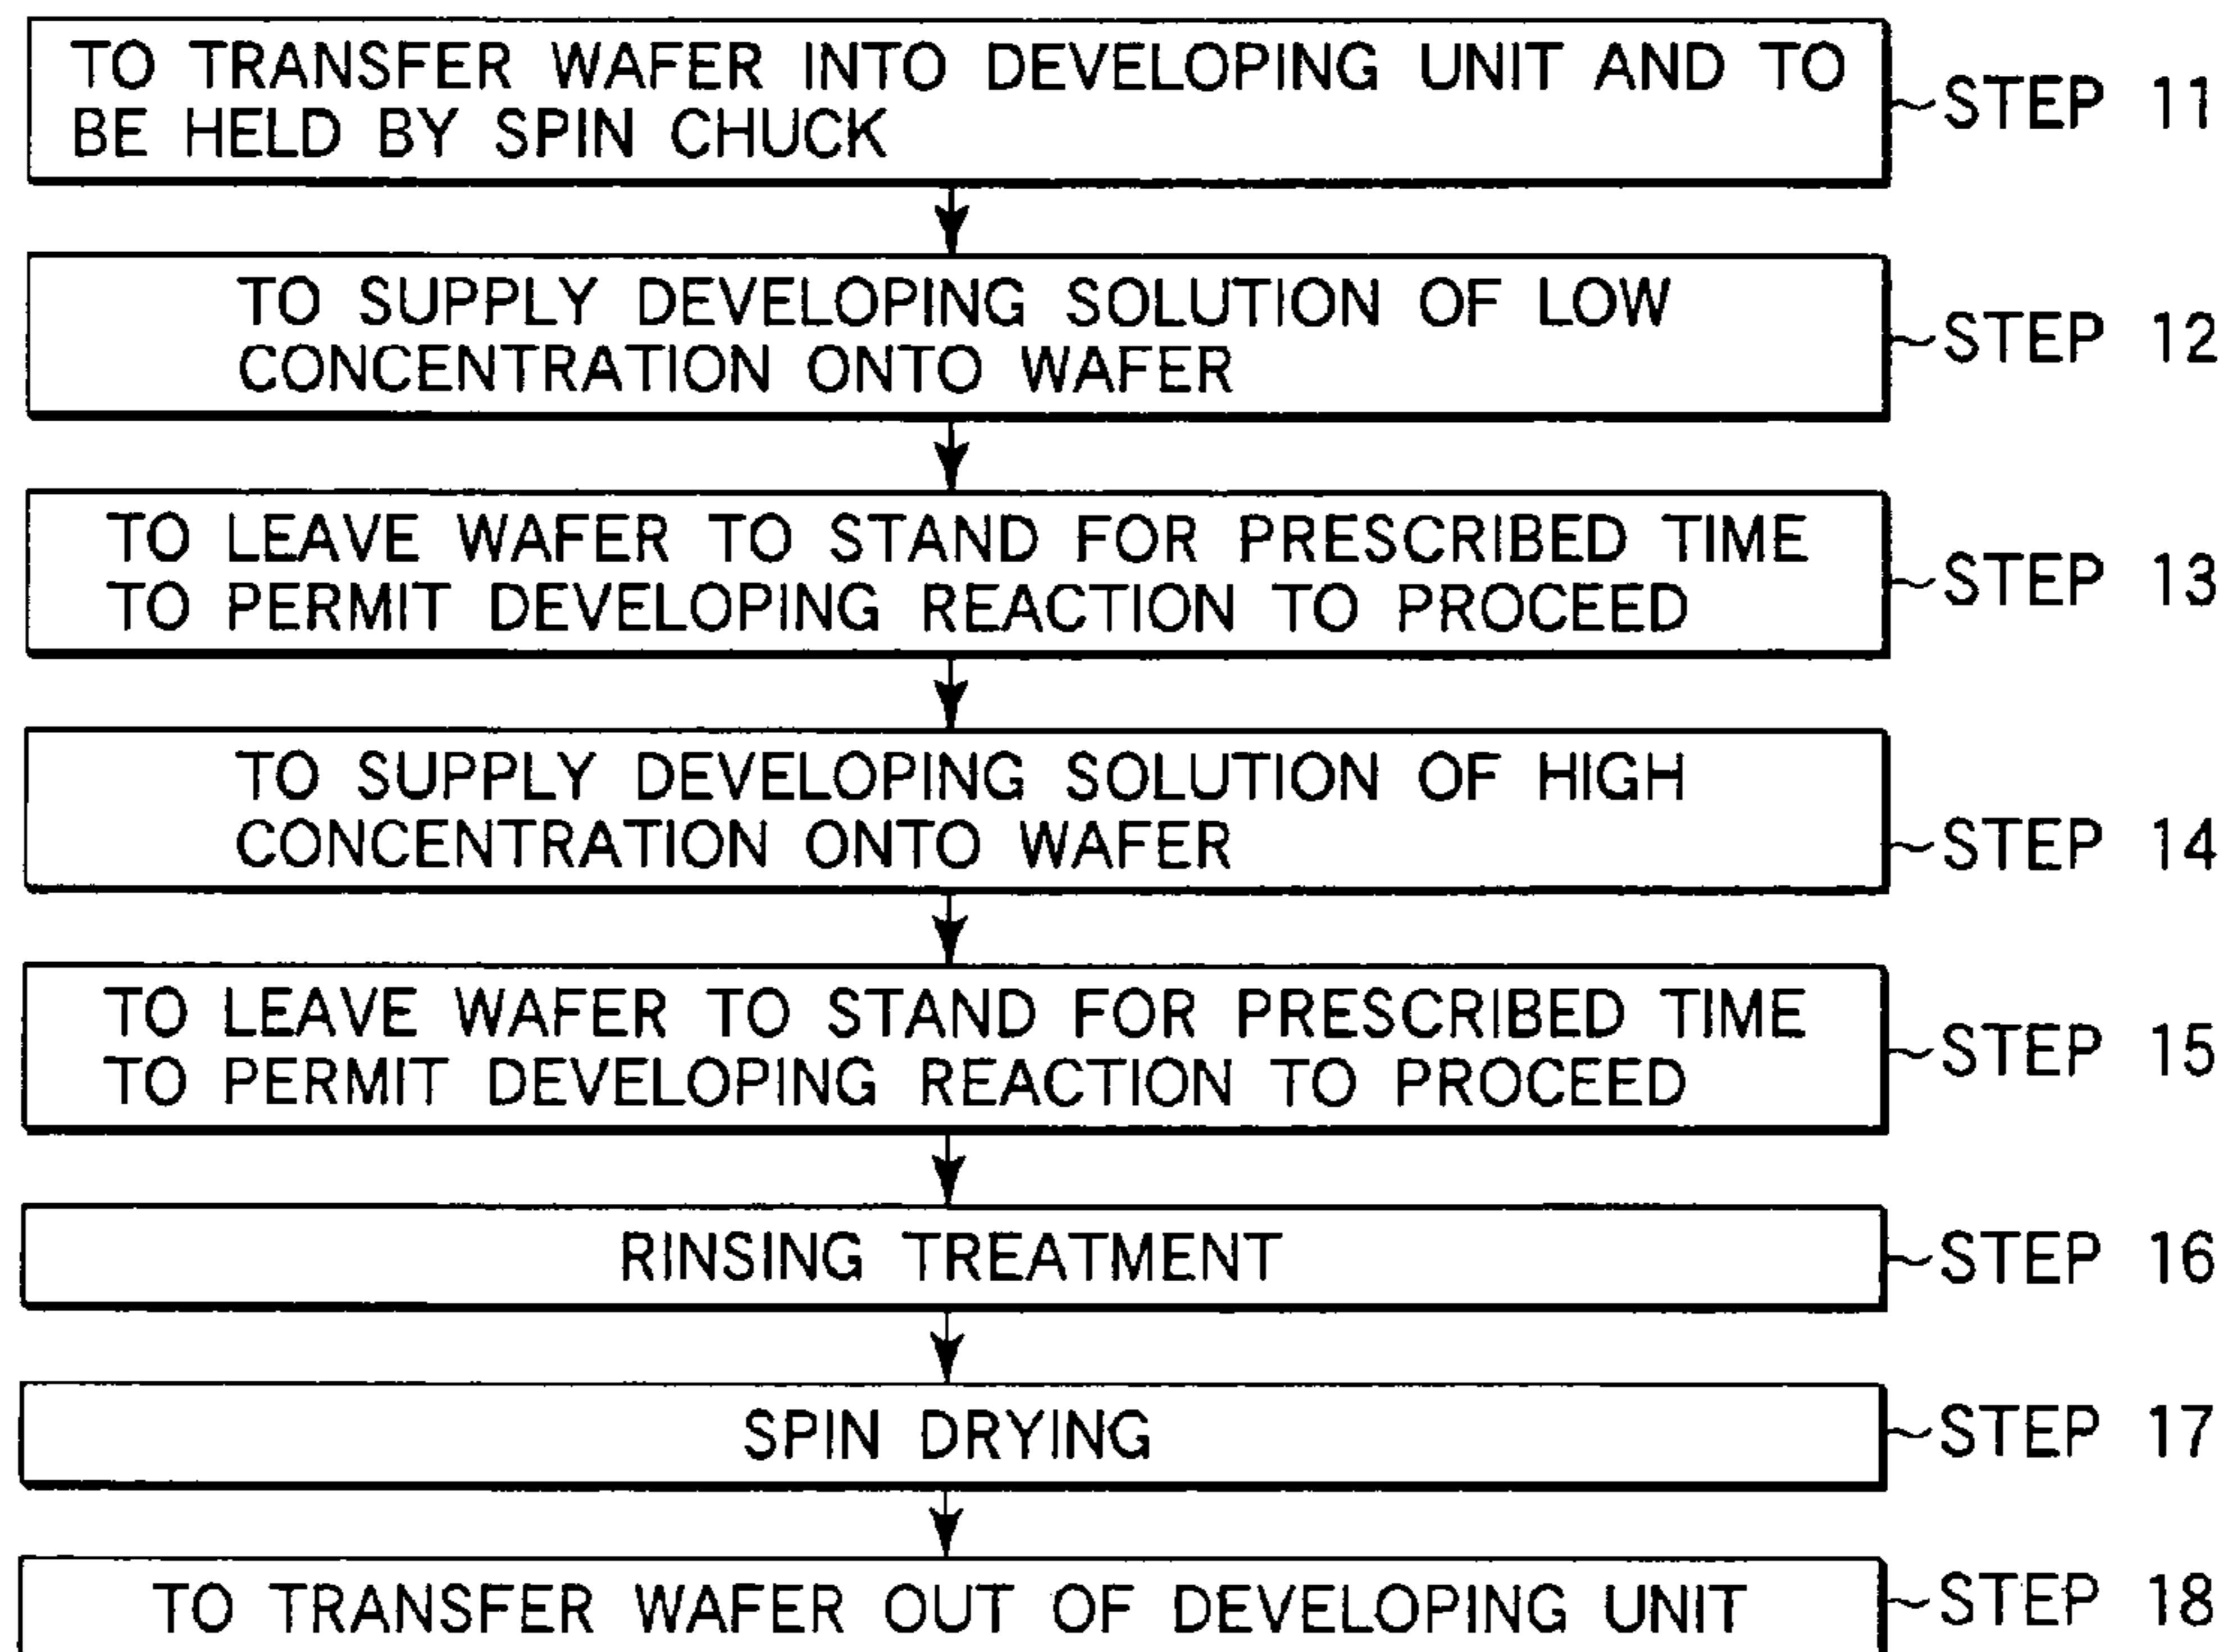 TO TRANSFER WAFER INTO DEVELOPING UNIT AND TO
BE HELD BY SPIN CHUCK
STEP 11
TO SUPPLY DEVELOPING SOLUTION OF LOW
CONCENTRATION ONTO WAFER
STEP 12
TO LEAVE WAFER TO STAND FOR PRESCRIBED TIME
TO PERMIT DEVELOPING REACTION TO PROCEED
STEP 13
TO SUPPLY DEVELOPING SOLUTION OF HIGH
CONCENTRATION ONTO WAFER
STEP 14
TO LEAVE WAFER TO STAND FOR PRESCRIBED TIME
TO PERMIT DEVELOPING REACTION TO PROCEED
STEP 15
RINSING TREATMENT
STEP 16
SPIN DRYING
STEP 17
TO TRANSFER WAFER OUT OF DEVELOPING UNIT
STEP 18